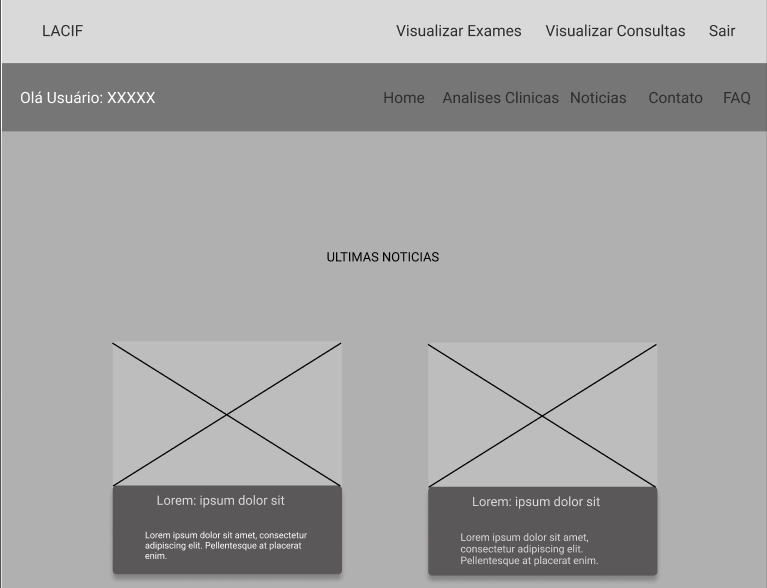 LACIF
Visualizar Exames
Visualizar Consultas
Sair
Olá Usuário: XXXXX
Home
Analises Clinicas
Noticias
Contato
FAQ
ULTIMAS NOTICIAS
Lorem: ipsum dolor sit
Lorem ipsum dolor sit amet, consectetur
adipiscing elit. Pellentesque at placerat
enim.
Lorem: ipsum dolor sit
Lorem ipsum dolor sit amet,
consectetur adipiscing elit.
Pellentesque at placerat enim.